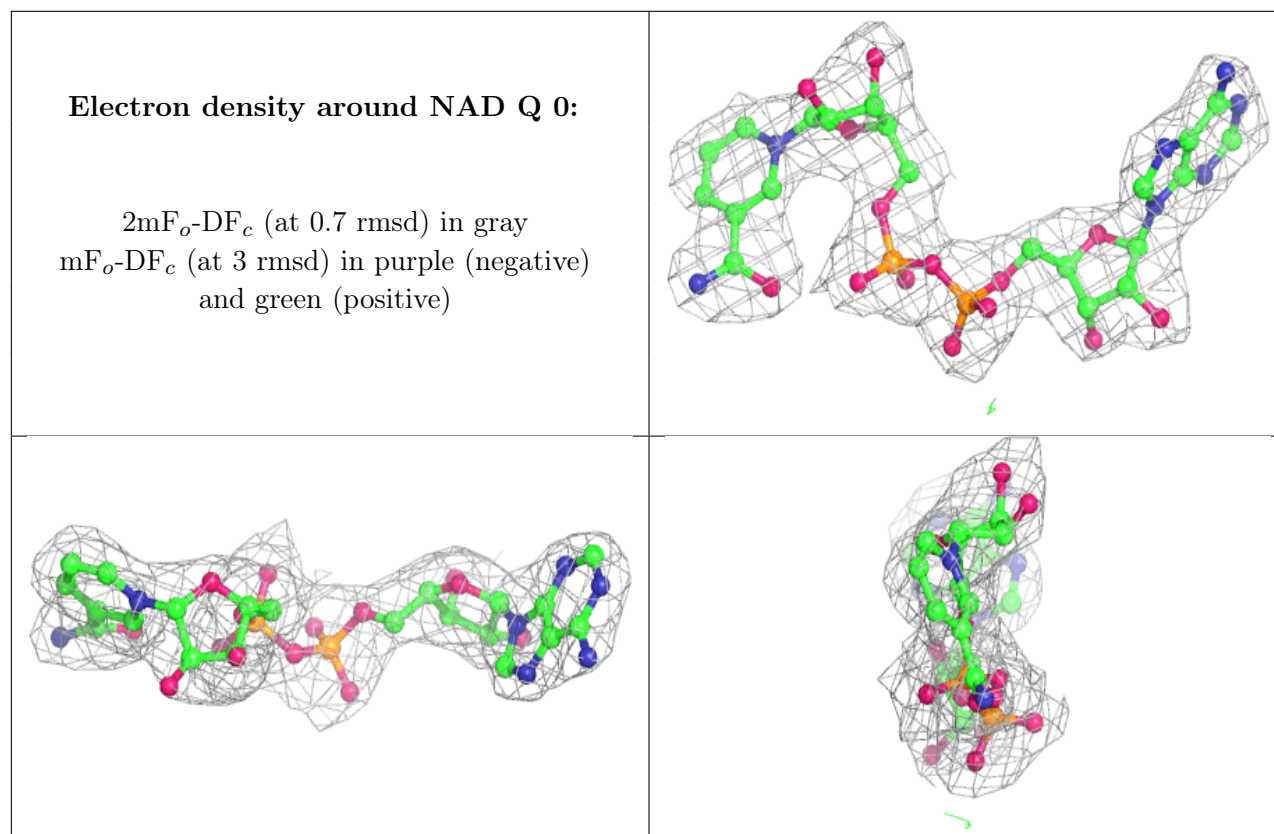 Electron density around NAD Q 0:
2mFo-DFc (at 0.7 rmsd) in gray
mFo-DFc (at 3 rmsd) in purple (negative)
and green (positive)